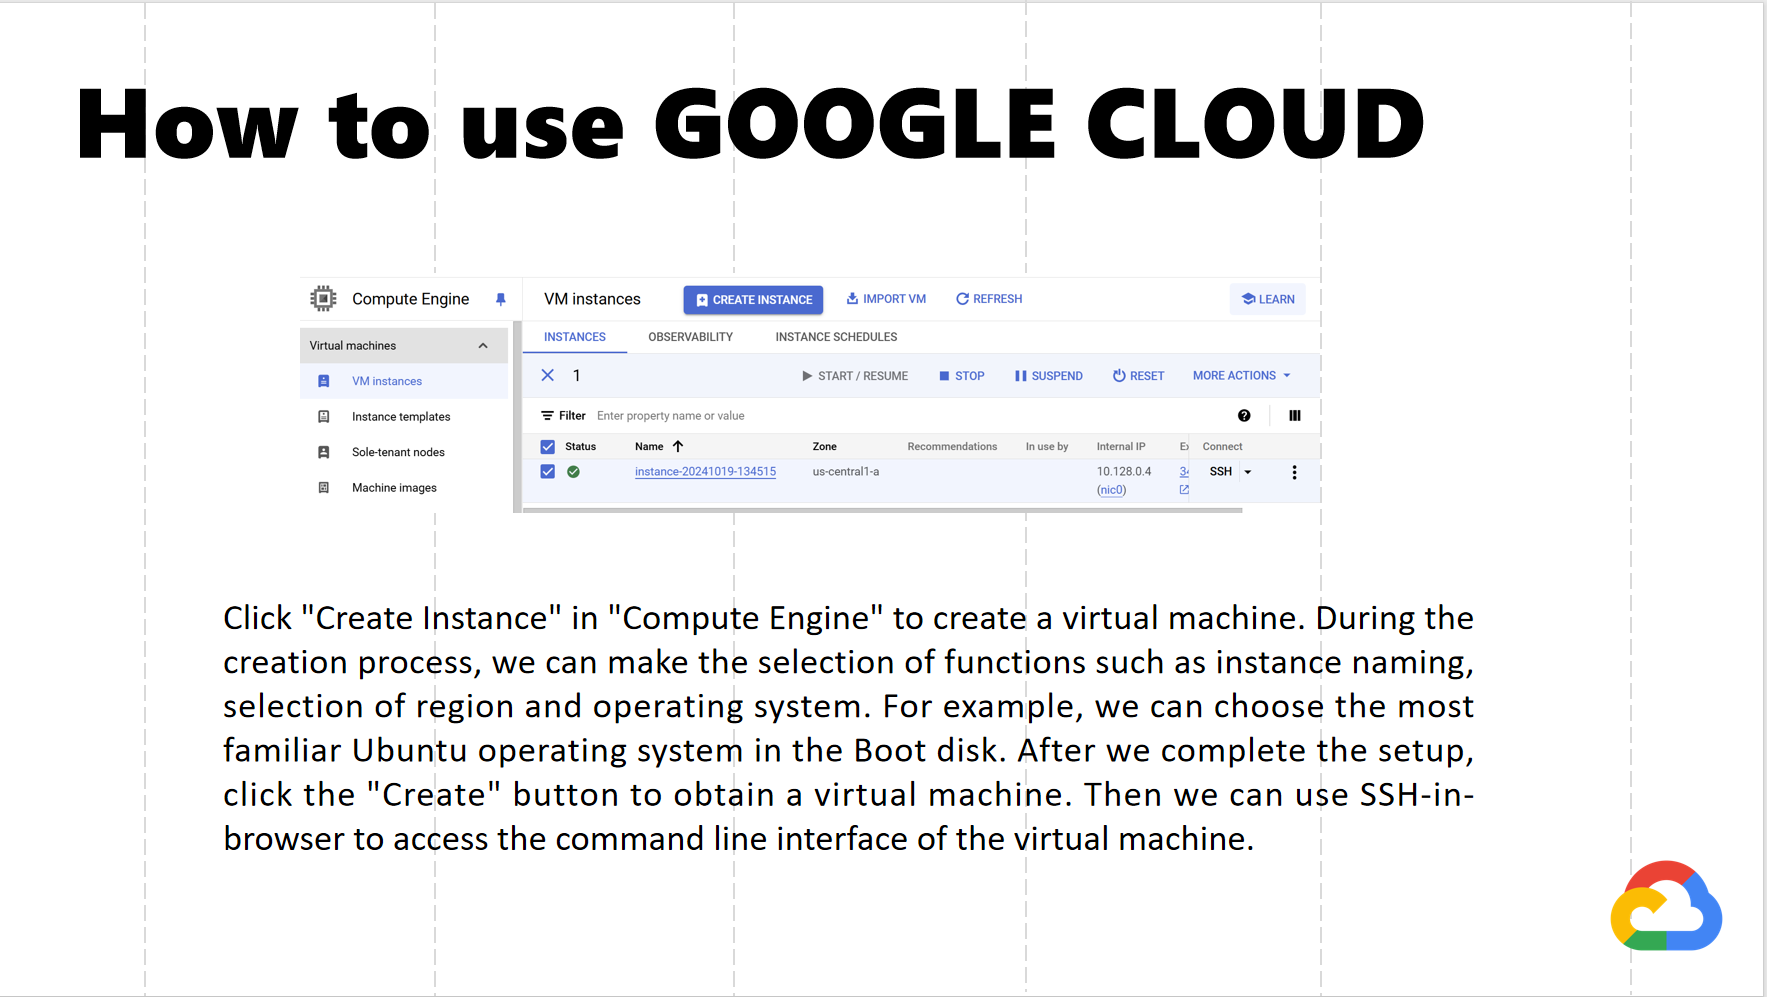 How to use GOOGLE CLOUD
Compute Engine
VM instances
CREATE INSTANCE
IMPORT VM
REFRESH
LEARN
Virtual machines
INSTANCES
OBSERVABILITY
INSTANCE SCHEDULES
VM instances
1
START / RESUME
STOP
SUSPEND
RESET
MORE ACTIONS
Instance templates
Filter
Enter property name or value
Sole-tenant nodes
Status
Name
Zone
Recommendations
In use by
Internal IP
Connect
instance-20241019-134515
us-central1-a
10.128.0.4
(nic0)
SSH
Machine images
Click "Create Instance" in "Compute Engine" to create a virtual machine. During the
creation process, we can make the selection of functions such as instance naming,
selection of region and operating system. For example, we can choose the most
familiar Ubuntu operating system in the Boot disk. After we complete the setup,
click the "Create" button to obtain a virtual machine. Then we can use SSH-in-
browser to access the command line interface of the virtual machine.